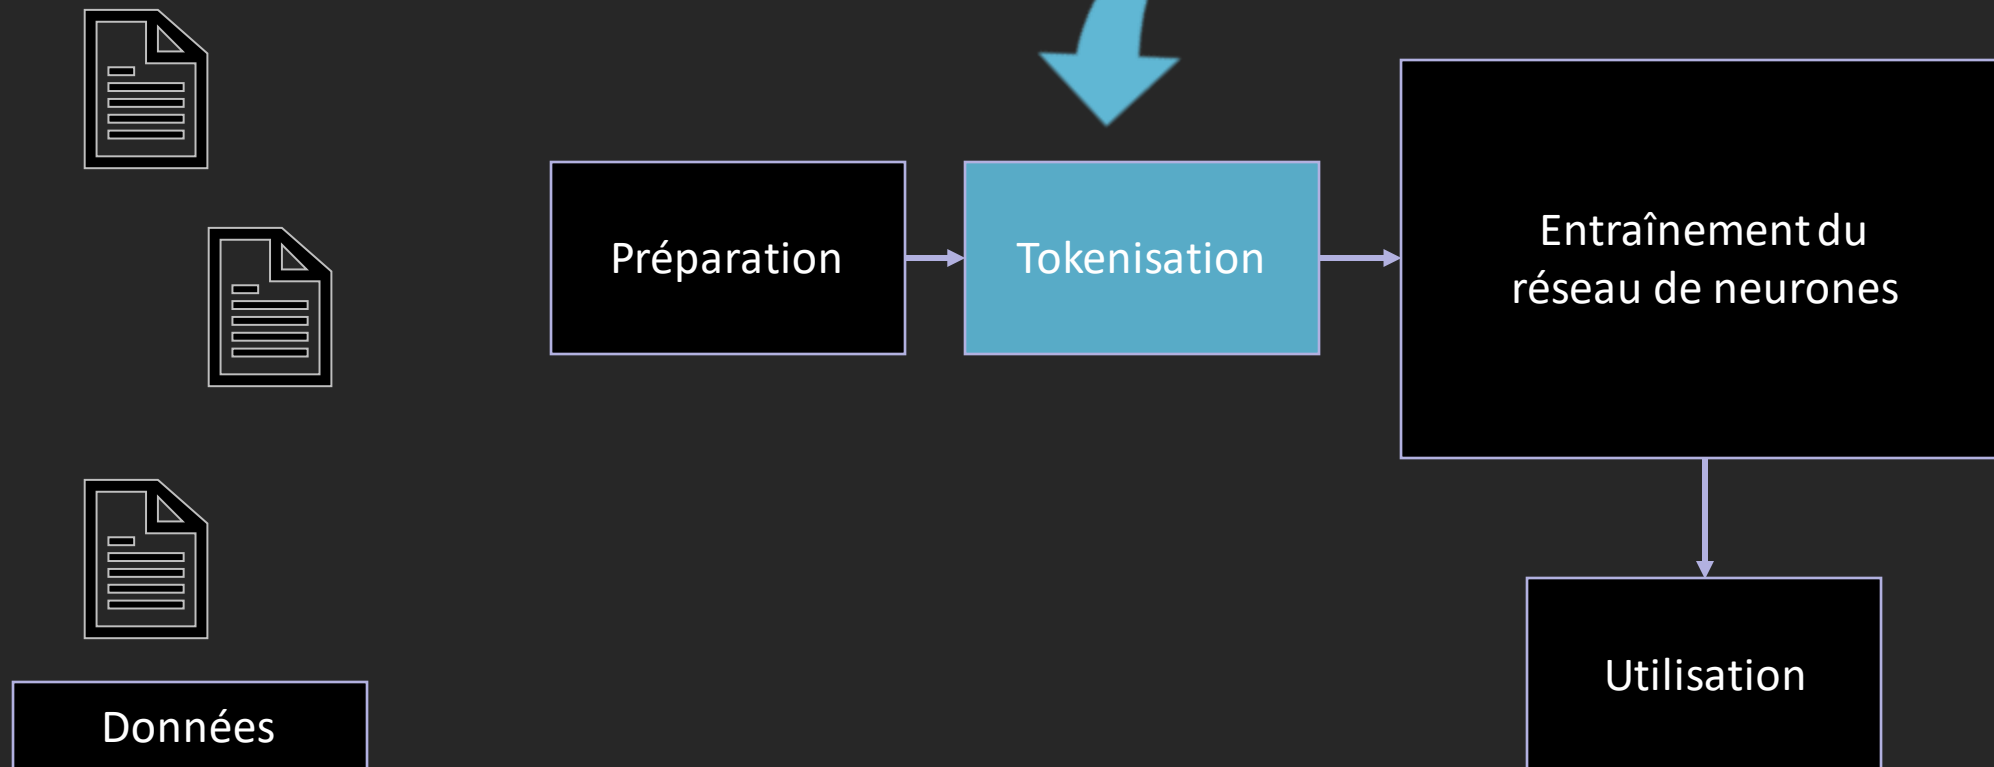 Préparation
Tokenisation
Entraînement du
réseau de neurones
Utilisation
Données